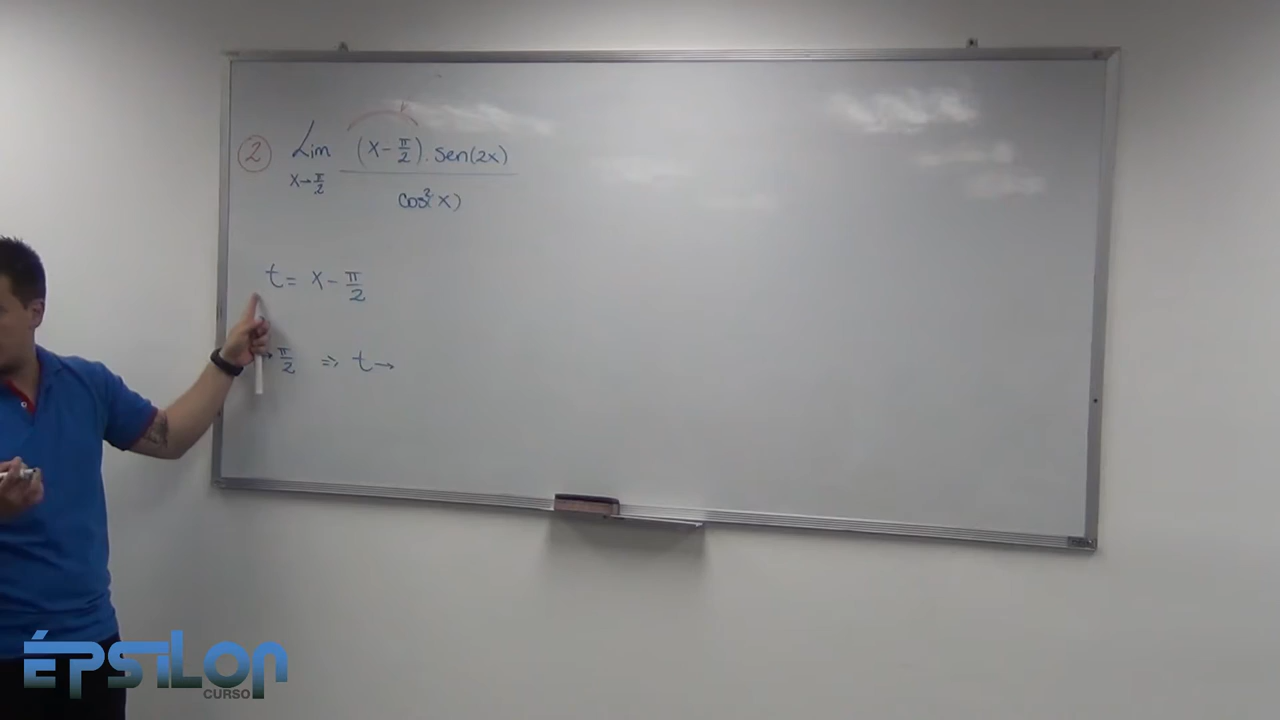 ② Lim (x - π/2) . sen(2x)
x→π/2
cos²(x)
t = x - π/2
→ π/2 => t →
ÉPSILON
CURSO